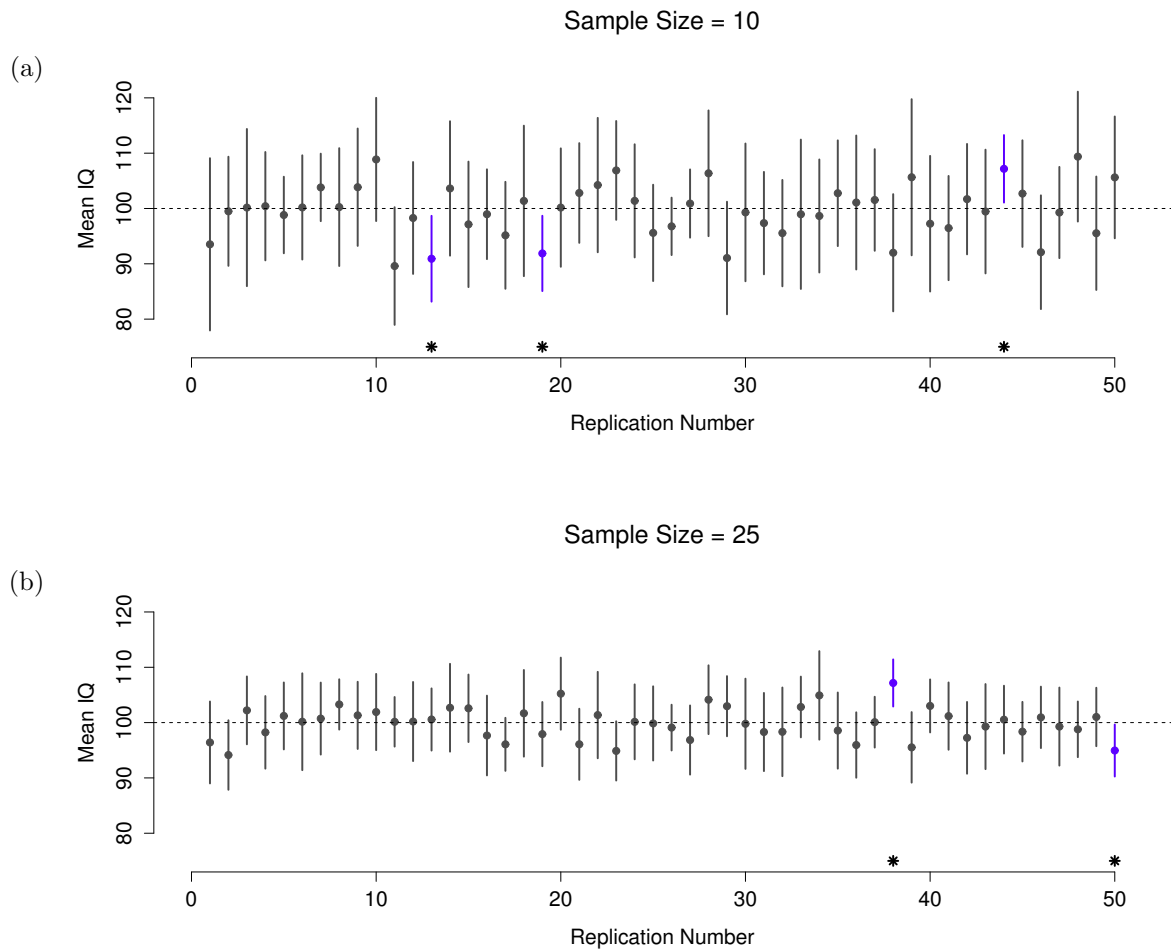 Sample Size = 10
(a)
120
110
100
90
80
Mean IQ
* * *
0 10 20 30 40 50
Replication Number
Sample Size = 25
(b)
120
110
100
90
80
Mean IQ
* *
0 10 20 30 40 50
Replication Number